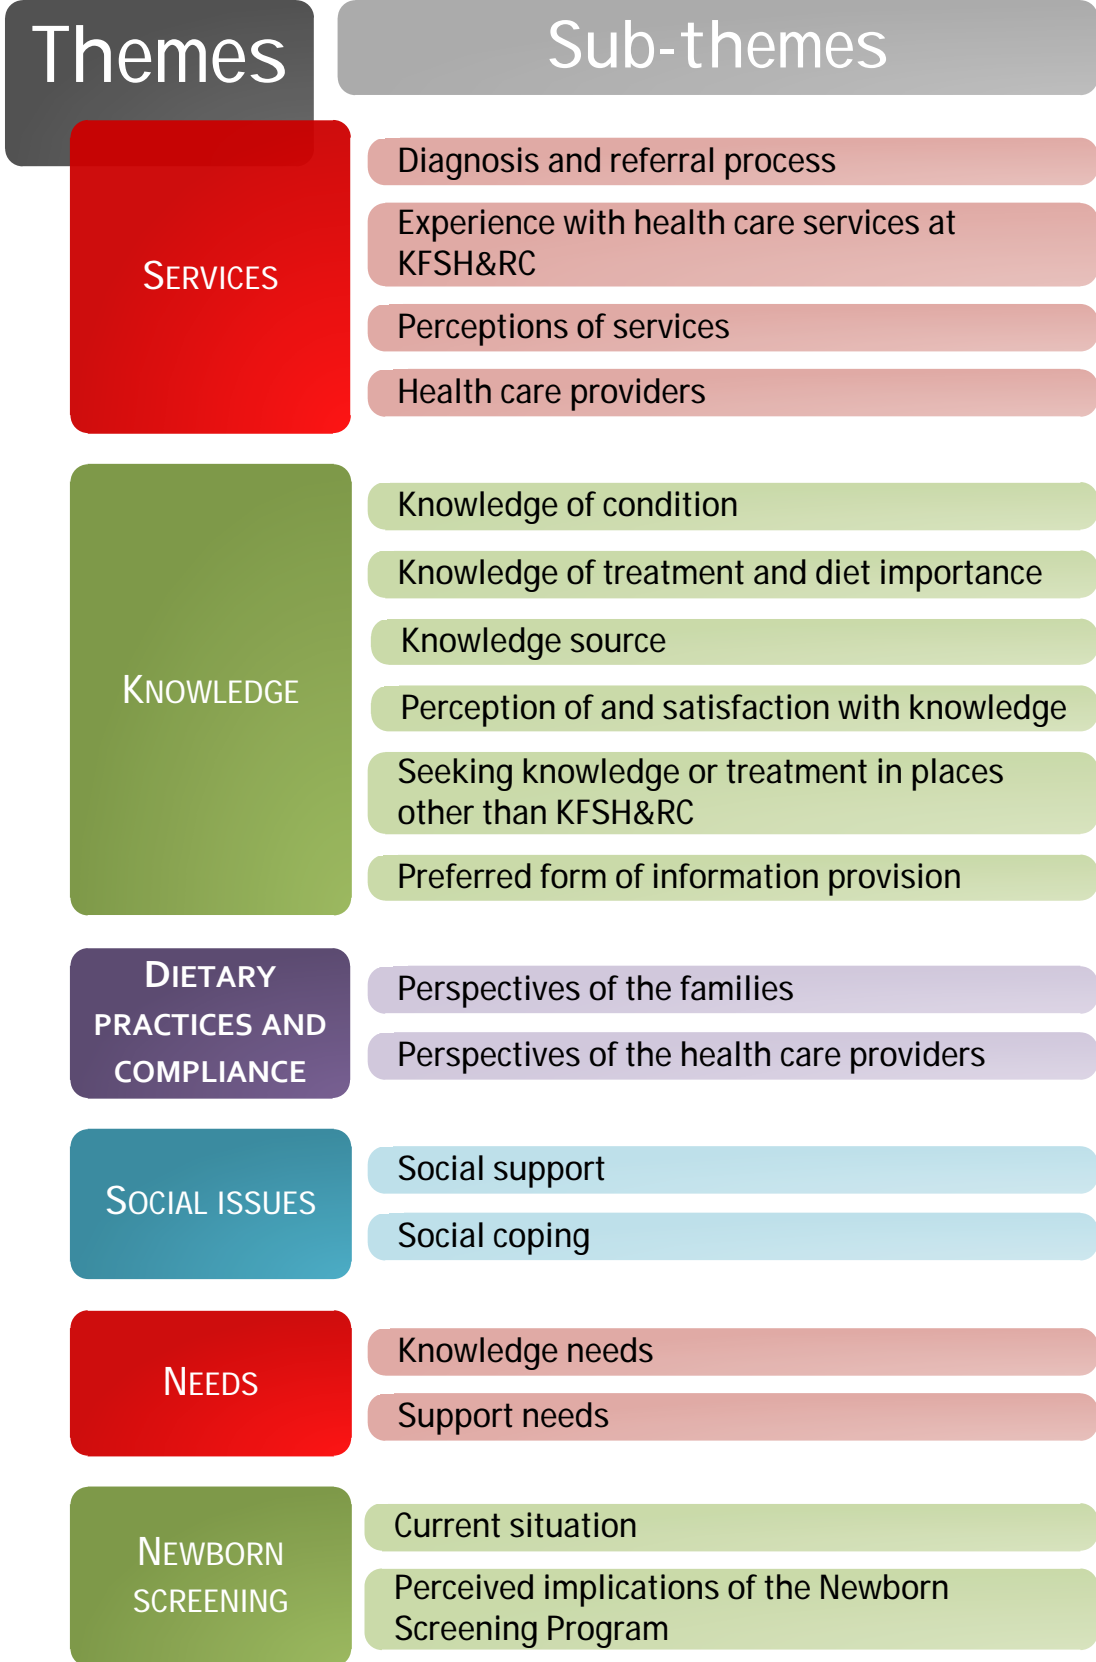 Themes
Sub-themes
SERVICES
Diagnosis and referral process
Experience with health care services at
KFSH&RC
Perceptions of services
Health care providers
KNOWLEDGE
Knowledge of condition
Knowledge of treatment and diet importance
Knowledge source
Perception of and satisfaction with knowledge
Seeking knowledge or treatment in places
other than KFSH&RC
Preferred form of information provision
DIETARY
PRACTICES AND
COMPLIANCE
Perspectives of the families
Perspectives of the health care providers
SOCIAL ISSUES
Social support
Social coping
NEEDS
Knowledge needs
Support needs
NEWBORN
SCREENING
Current situation
Perceived implications of the Newborn
Screening Program